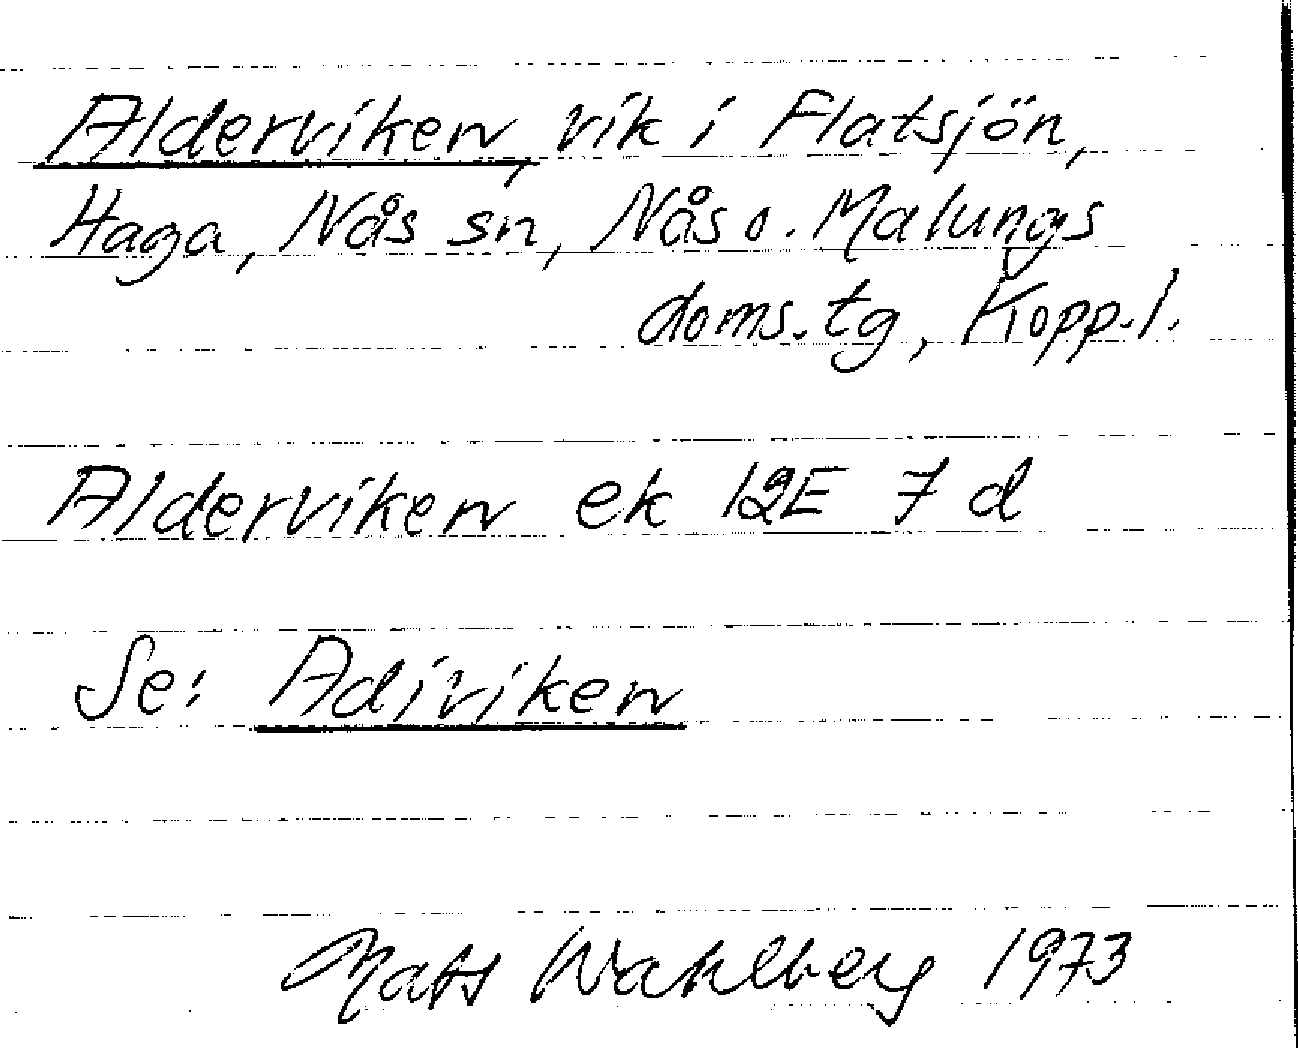 Alderviken, vik i Flatsjön,
Haga, Nås sn, Nås o. Malungs
doms.tg, Kopp.l.
Alderviken ek 12E 7 d
Se: Adiviken
Mats Wahlberg 1973